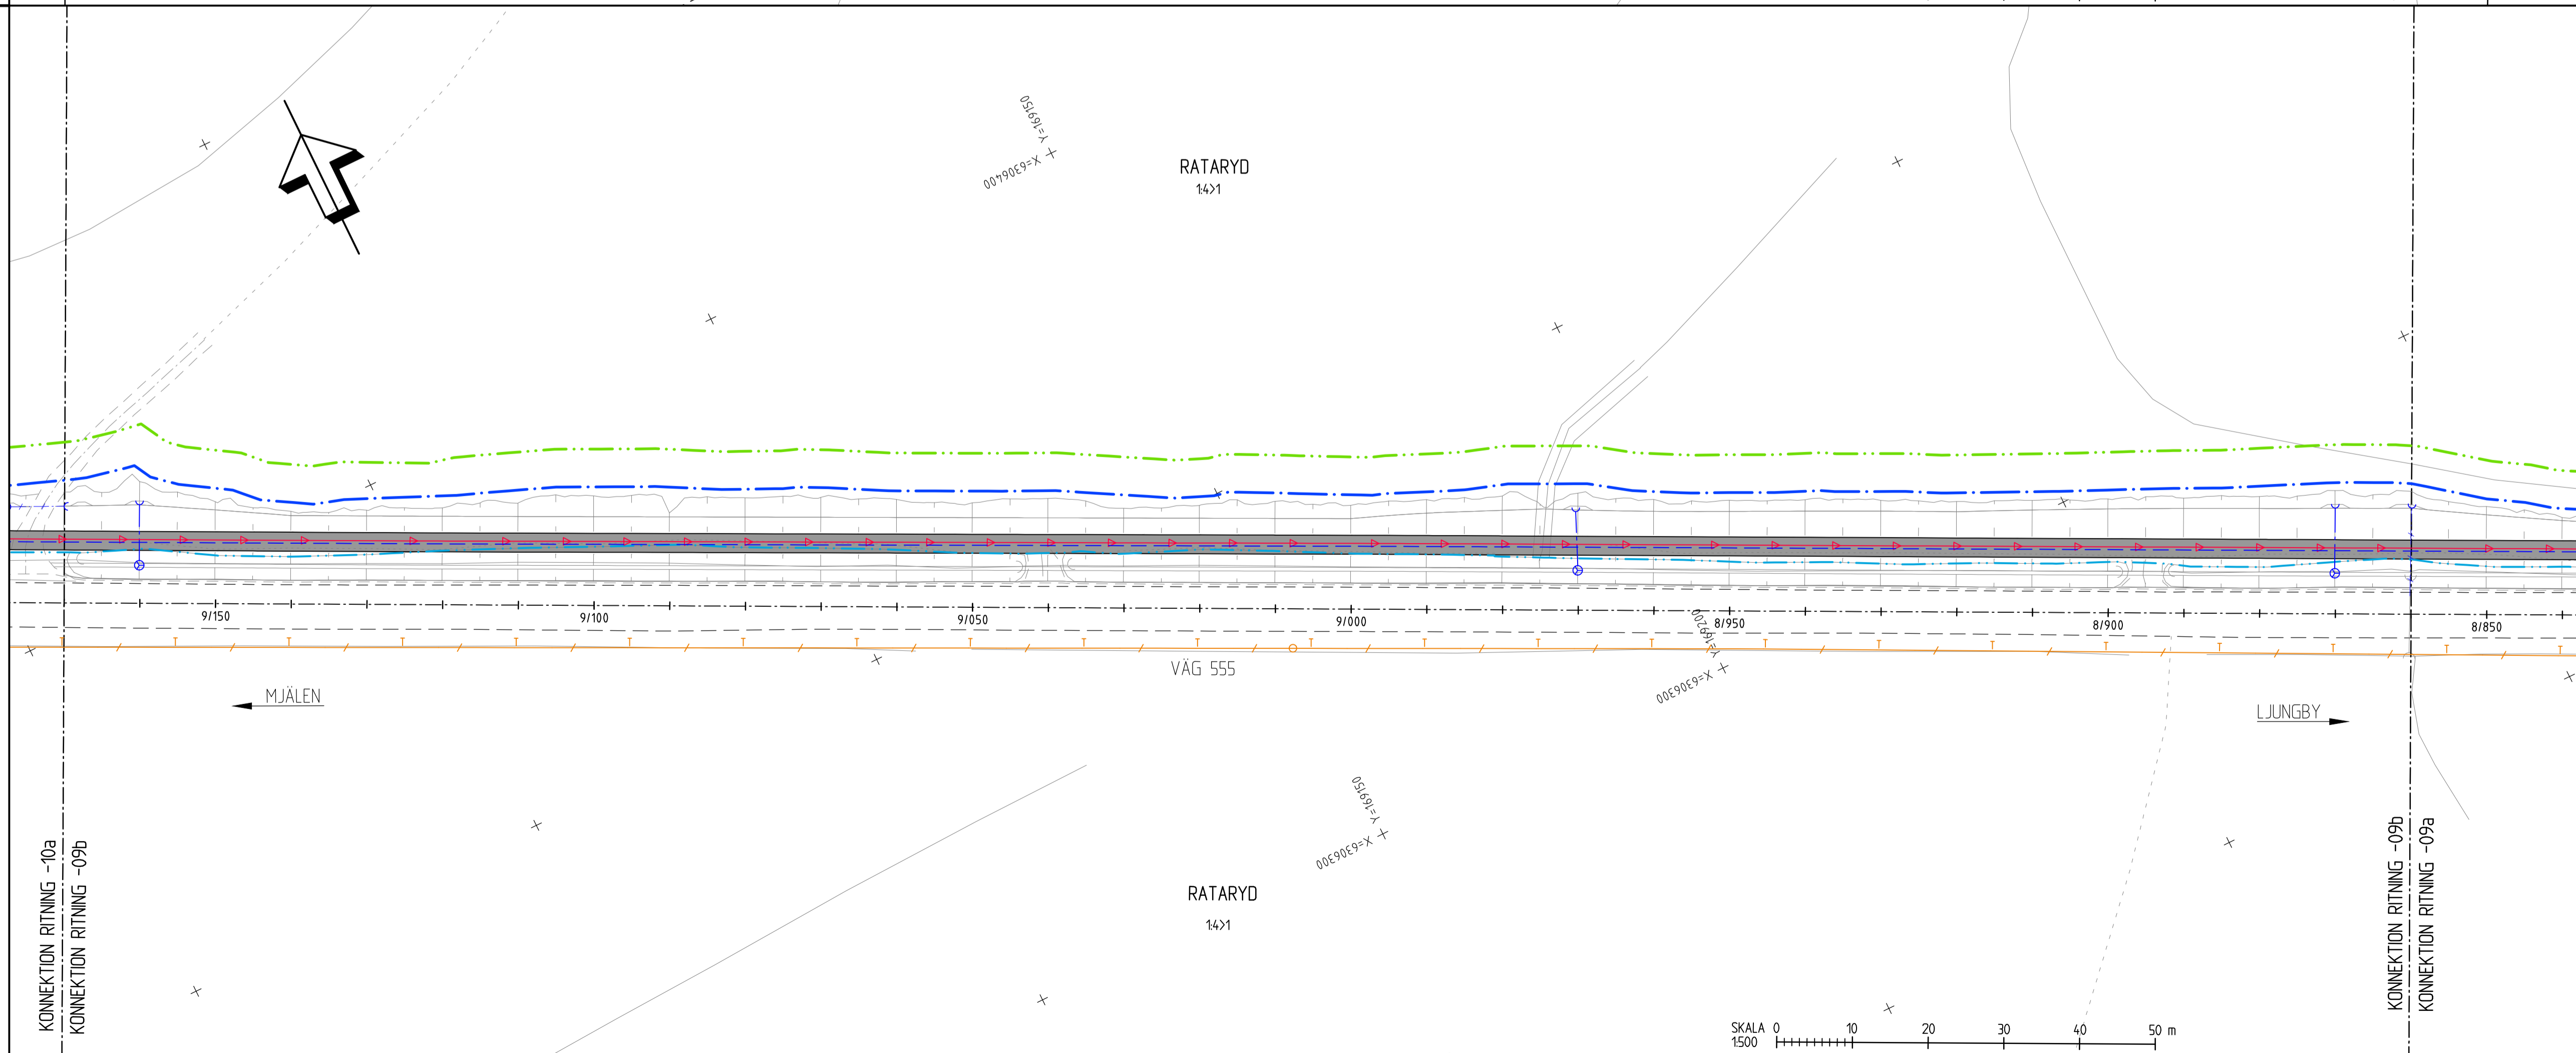 Y=169150
X=6306400
RATARYD
1:4>1
9/150
9/100
9/050
9/000
8/950
8/900
8/850
Y=169200
X=6306300
VÄG 555
MJÄLEN
LJUNGBY
Y=169150
X=6306300
RATARYD
1:4>1
KONNEKTION RITNING -10a
KONNEKTION RITNING -09b
KONNEKTION RITNING -09b
KONNEKTION RITNING -09a
SKALA 0 10 20 30 40 50 m
1:500